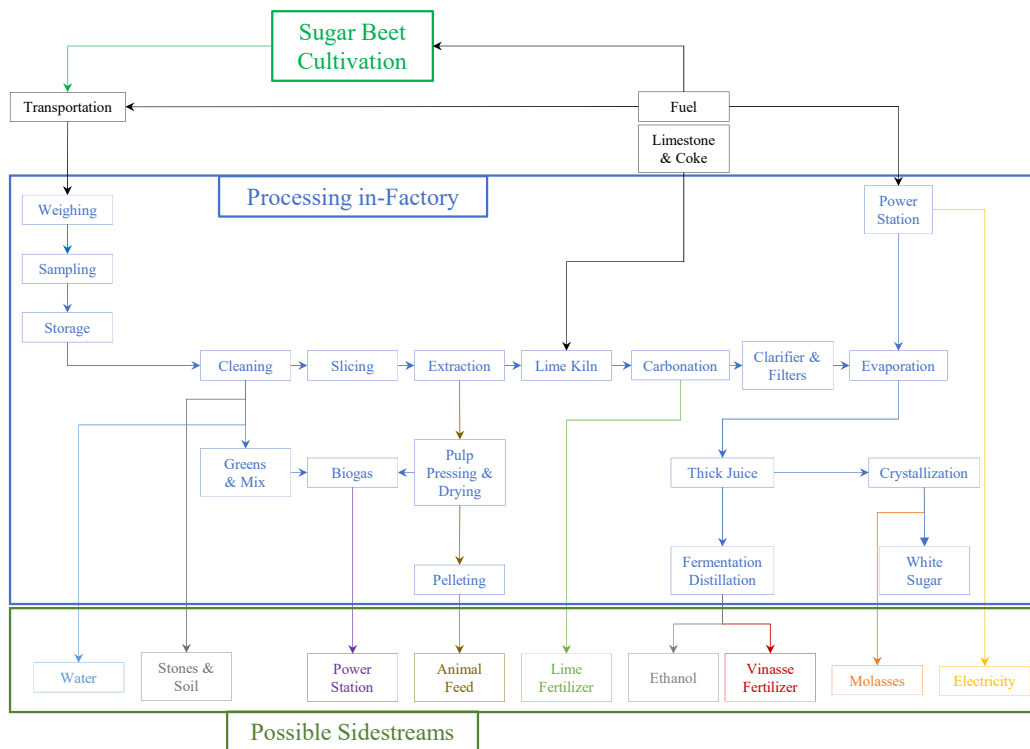 Sugar Beet
Cultivation
Transportation
Fuel
Limestone
& Coke
Processing in-Factory
Weighing
Power
Station
Sampling
Storage
Cleaning
Slicing
Extraction
Lime Kiln
Carbonation
Clarifier &
Filters
Evaporation
Greens
& Mix
Biogas
Pulp
Pressing &
Drying
Thick Juice
Crystallization
Pelleting
Fermentation
Distillation
White
Sugar
Water
Stones &
Soil
Power
Station
Animal
Feed
Lime
Fertilizer
Ethanol
Vinasse
Fertilizer
Molasses
Electricity
Possible Sidestreams